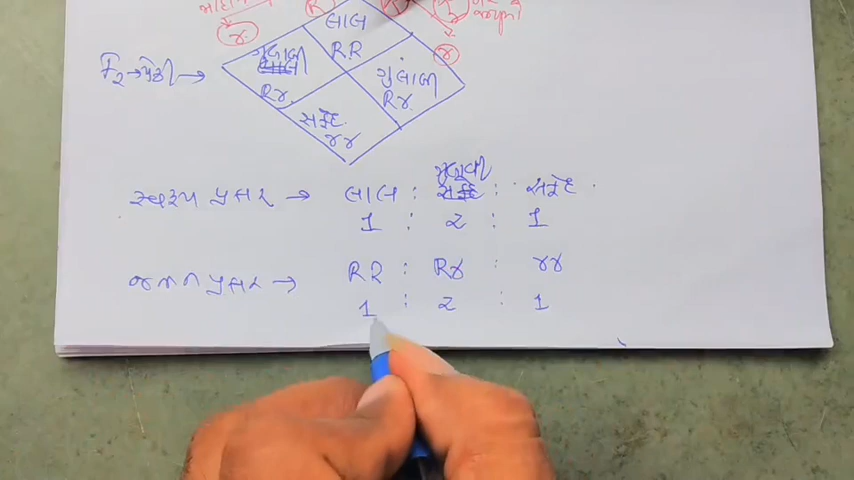 R
r
લાલ
RR
r
F₂ → પેઢી →
ગુલાબી
Rr
ગુલાબી
Rr
સફેદ
rr
ગુલાબી
સ્વરૂપ પ્રકાર → લાલ : : સફેદ
1 : 2 : 1
જનીન પ્રકાર → RR : Rr : rr
1 : 2 : 1